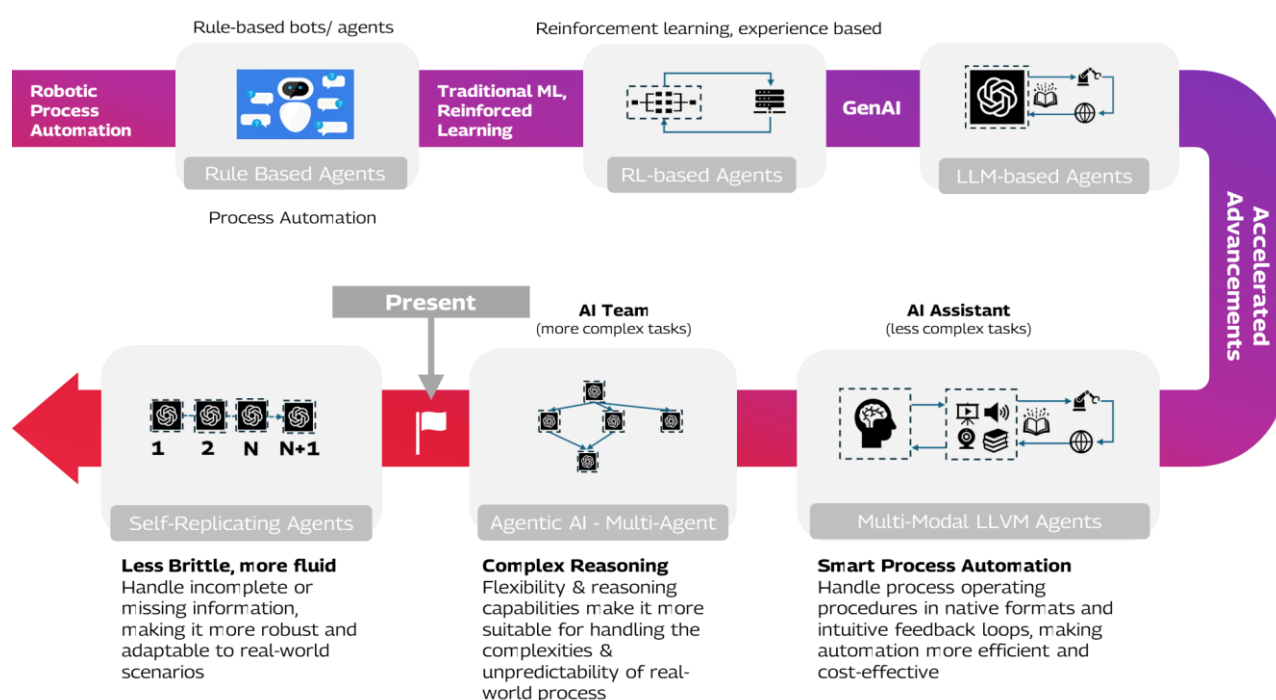 Rule-based bots/ agents
Reinforcement learning, experience based
Robotic
Process
Automation
Traditional ML,
Reinforced
Learning
GenAI
Rule Based Agents
RL-based Agents
LLM-based Agents
Process Automation
Accelerated
Advancements
Present
AI Team
(more complex tasks)
AI Assistant
(less complex tasks)
1 2 N N+1
Self-Replicating Agents
Agentic AI - Multi-Agent
Multi-Modal LLVM Agents
Less Brittle, more fluid
Handle incomplete or
missing information,
making it more robust and
adaptable to real-world
scenarios
Complex Reasoning
Flexibility & reasoning
capabilities make it more
suitable for handling the
complexities &
unpredictability of real-
world process
Smart Process Automation
Handle process operating
procedures in native formats and
intuitive feedback loops, making
automation more efficient and
cost-effective